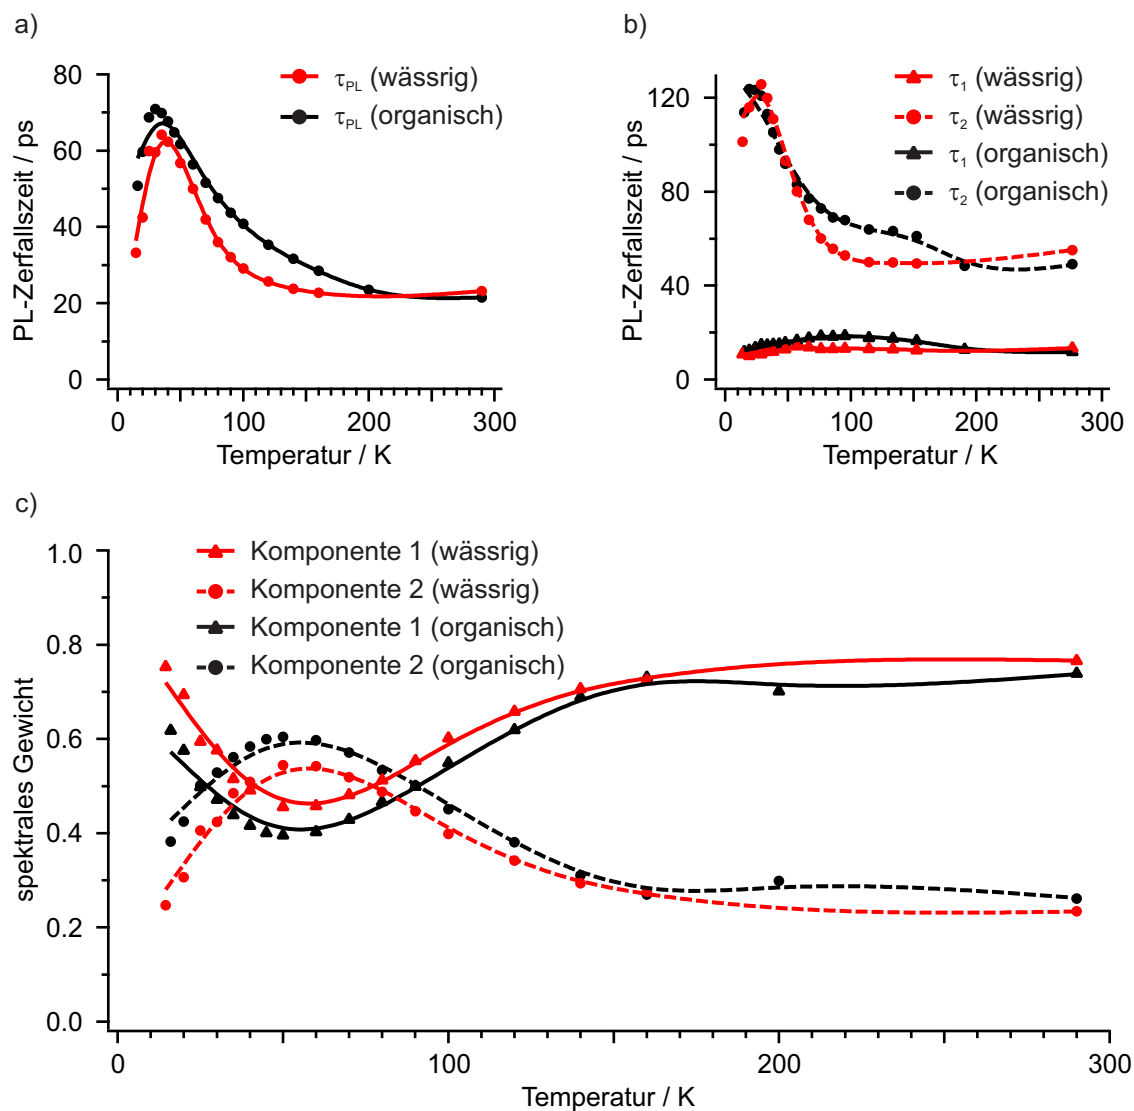 a)
80
60
40
20
0
PL-Zerfallszeit / ps
τPL (wässrig)
τPL (organisch)
0
100
200
300
Temperatur / K
b)
120
80
40
0
PL-Zerfallszeit / ps
τ1 (wässrig)
τ2 (wässrig)
τ1 (organisch)
τ2 (organisch)
0
100
200
300
Temperatur / K
c)
1.0
0.8
0.6
0.4
0.2
0.0
spektrales Gewicht
Komponente 1 (wässrig)
Komponente 2 (wässrig)
Komponente 1 (organisch)
Komponente 2 (organisch)
0
100
200
300
Temperatur / K